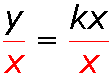 y/x = kx/x